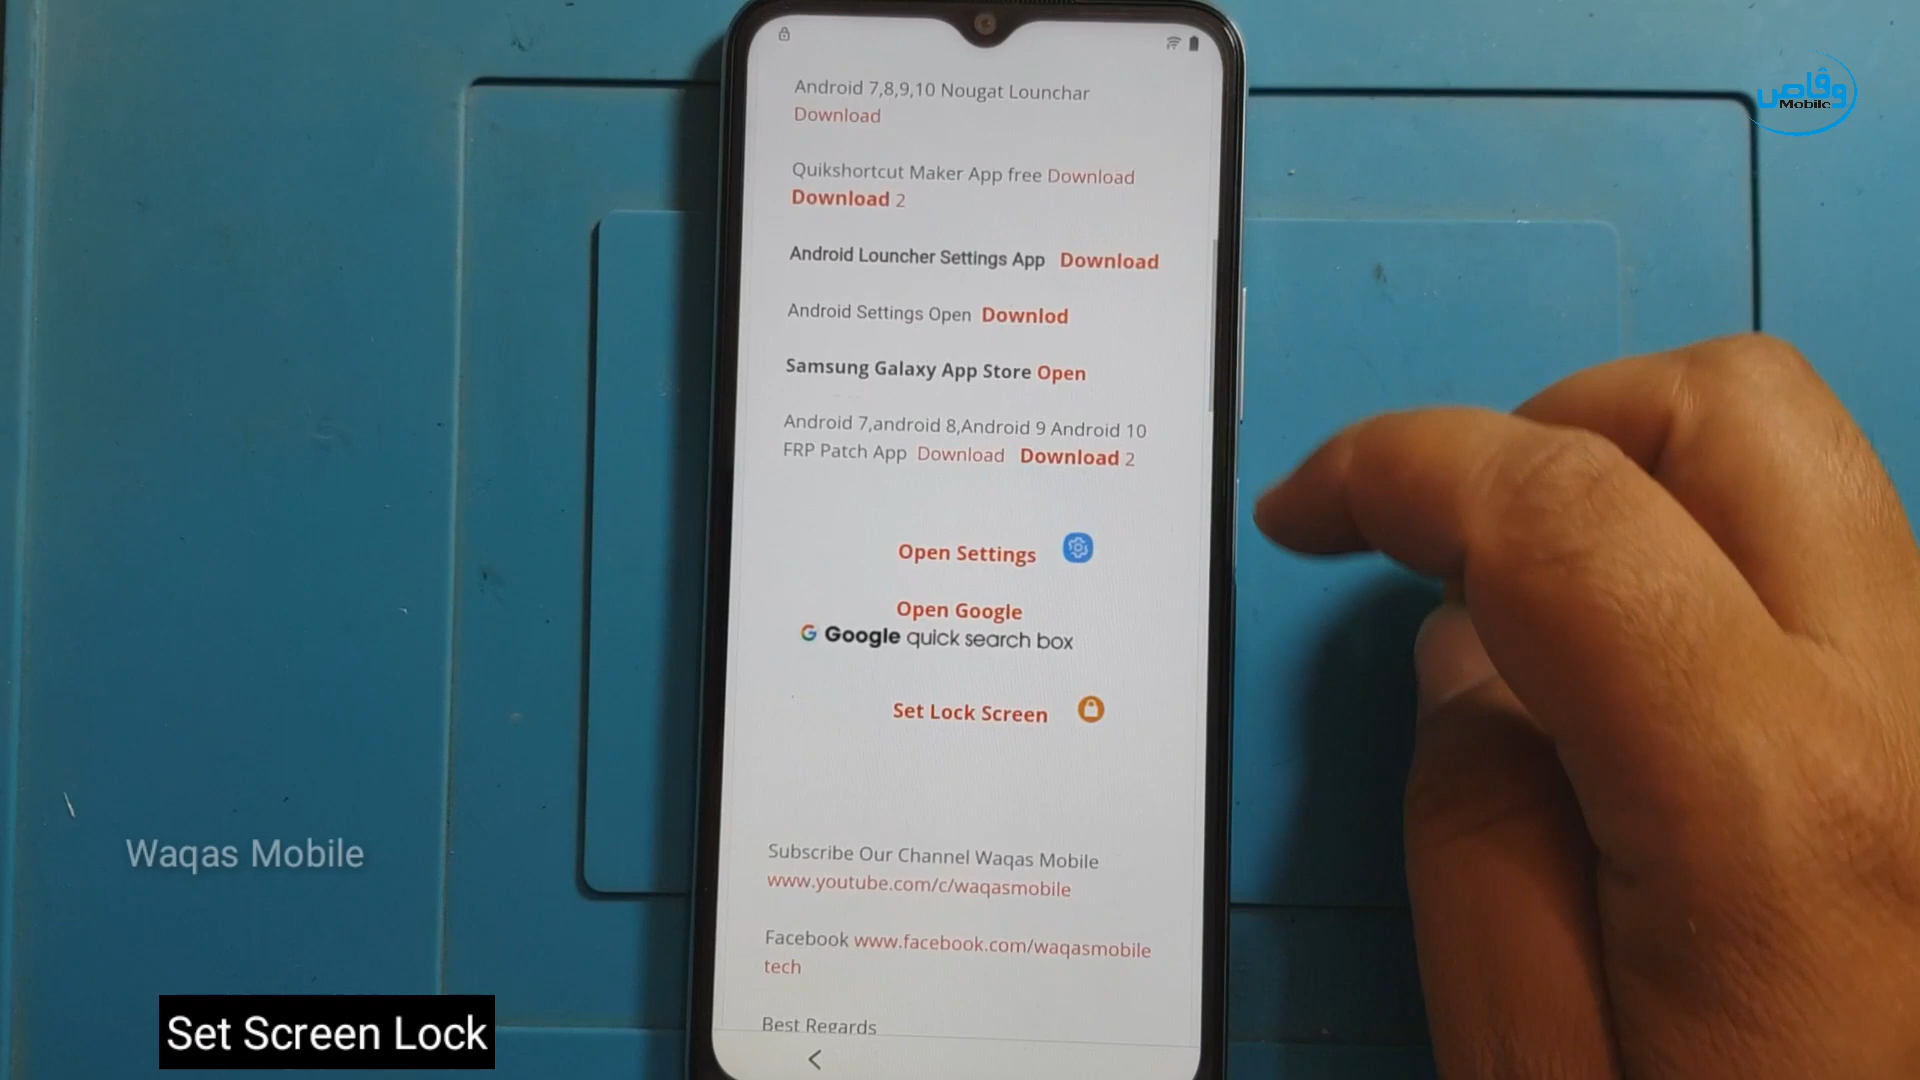 Android 7,8,9,10 Nougat Lounchar
Download
Quikshortcut Maker App free Download
Download 2
Android Louncher Settings App Download
Android Settings Open Downlod
Samsung Galaxy App Store Open
Android 7,android 8,Android 9 Android 10
FRP Patch App Download Download 2
Open Settings
Open Google
G Google quick search box
Set Lock Screen
Subscribe Our Channel Waqas Mobile
www.youtube.com/c/waqasmobile
Facebook www.facebook.com/waqasmobile
tech
Best Regards
وقاص
Mobile
Waqas Mobile
Set Screen Lock